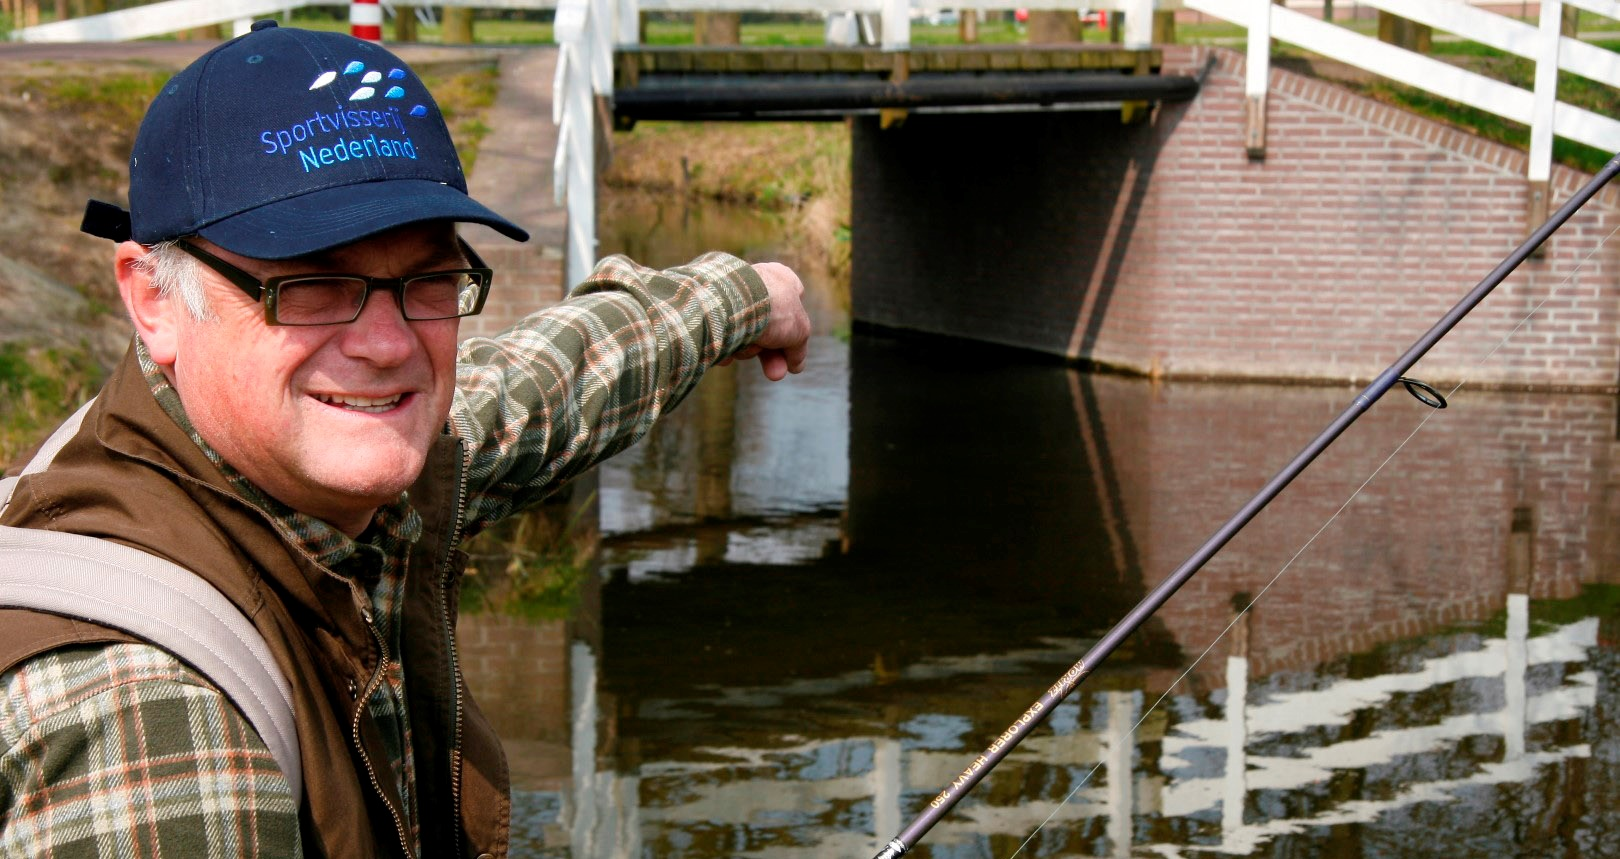 Sportvisserij
Nederland
EXPLORER HEAVY 250